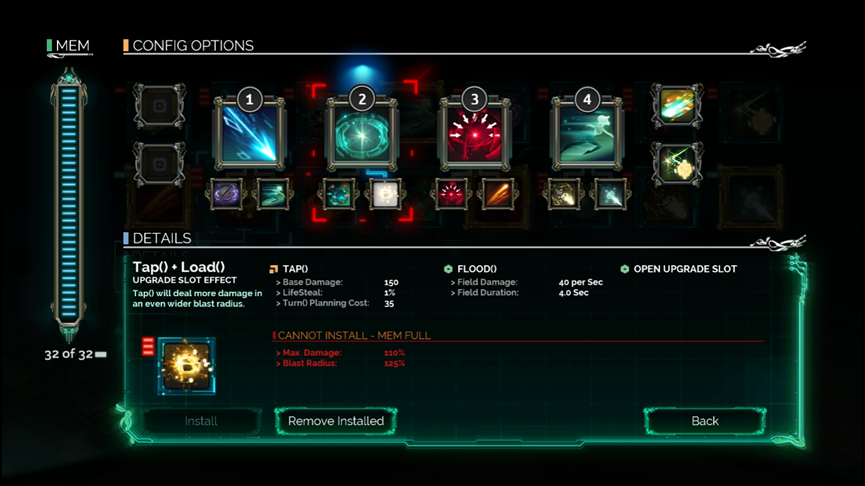 MEM
CONFIG OPTIONS
1
2
3
4
DETAILS
Tap() + Load()
UPGRADE SLOT EFFECT
Tap() will deal more damage in
an even wider blast radius.
TAP()
> Base Damage: 150
> LifeSteal: 1%
> Turn() Planning Cost: 35
FLOOD()
> Field Damage: 40 per Sec
> Field Duration: 4.0 Sec
OPEN UPGRADE SLOT
CANNOT INSTALL - MEM FULL
> Max. Damage: 110%
> Blast Radius: 125%
32 of 32
Install
Remove Installed
Back